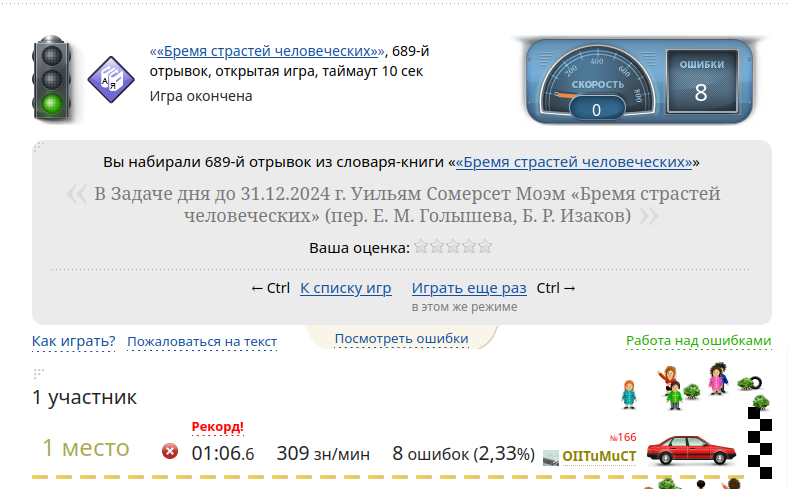 ««Бремя страстей человеческих»», 689-й
отрывок, открытая игра, таймаут 10 сек
Игра окончена
А
Я
200
400
600
800
СКОРОСТЬ
0
ОШИБКИ
8
Вы набирали 689-й отрывок из словаря-книги ««Бремя страстей человеческих»»
« В Задаче дня до 31.12.2024 г. Уильям Сомерсет Моэм «Бремя страстей
человеческих» (пер. Е. М. Голышева, Б. Р. Изаков) »
Ваша оценка:
← Ctrl К списку игр Играть еще раз Ctrl →
в этом же режиме
Как играть? Пожаловаться на текст Посмотреть ошибки Работа над ошибками
1 участник
Рекорд!
1 место 01:06.6 309 зн/мин 8 ошибок (2,33%) OIITuMuCT
№166